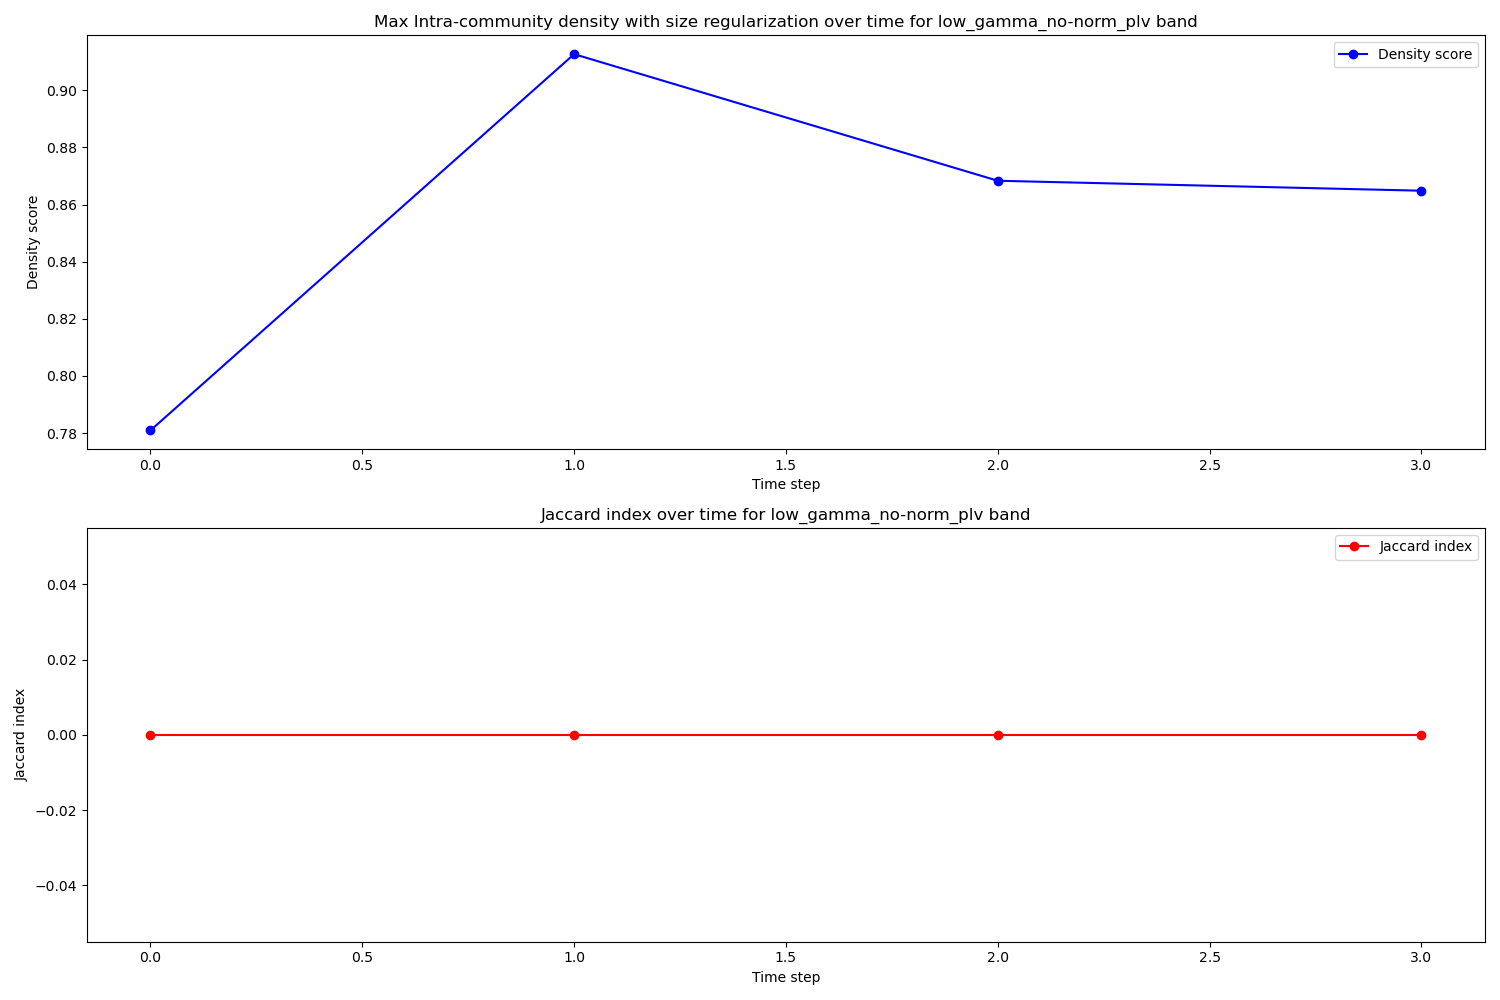 Max Intra-community density with size regularization over time for low_gamma_no-norm_plv band
Density score
0.90
0.88
0.86
0.84
0.82
0.80
0.78
Density score
0.0 0.5 1.0 1.5 2.0 2.5 3.0
Time step
Jaccard index over time for low_gamma_no-norm_plv band
Jaccard index
0.04
0.02
0.00
−0.02
−0.04
Jaccard index
0.0 0.5 1.0 1.5 2.0 2.5 3.0
Time step